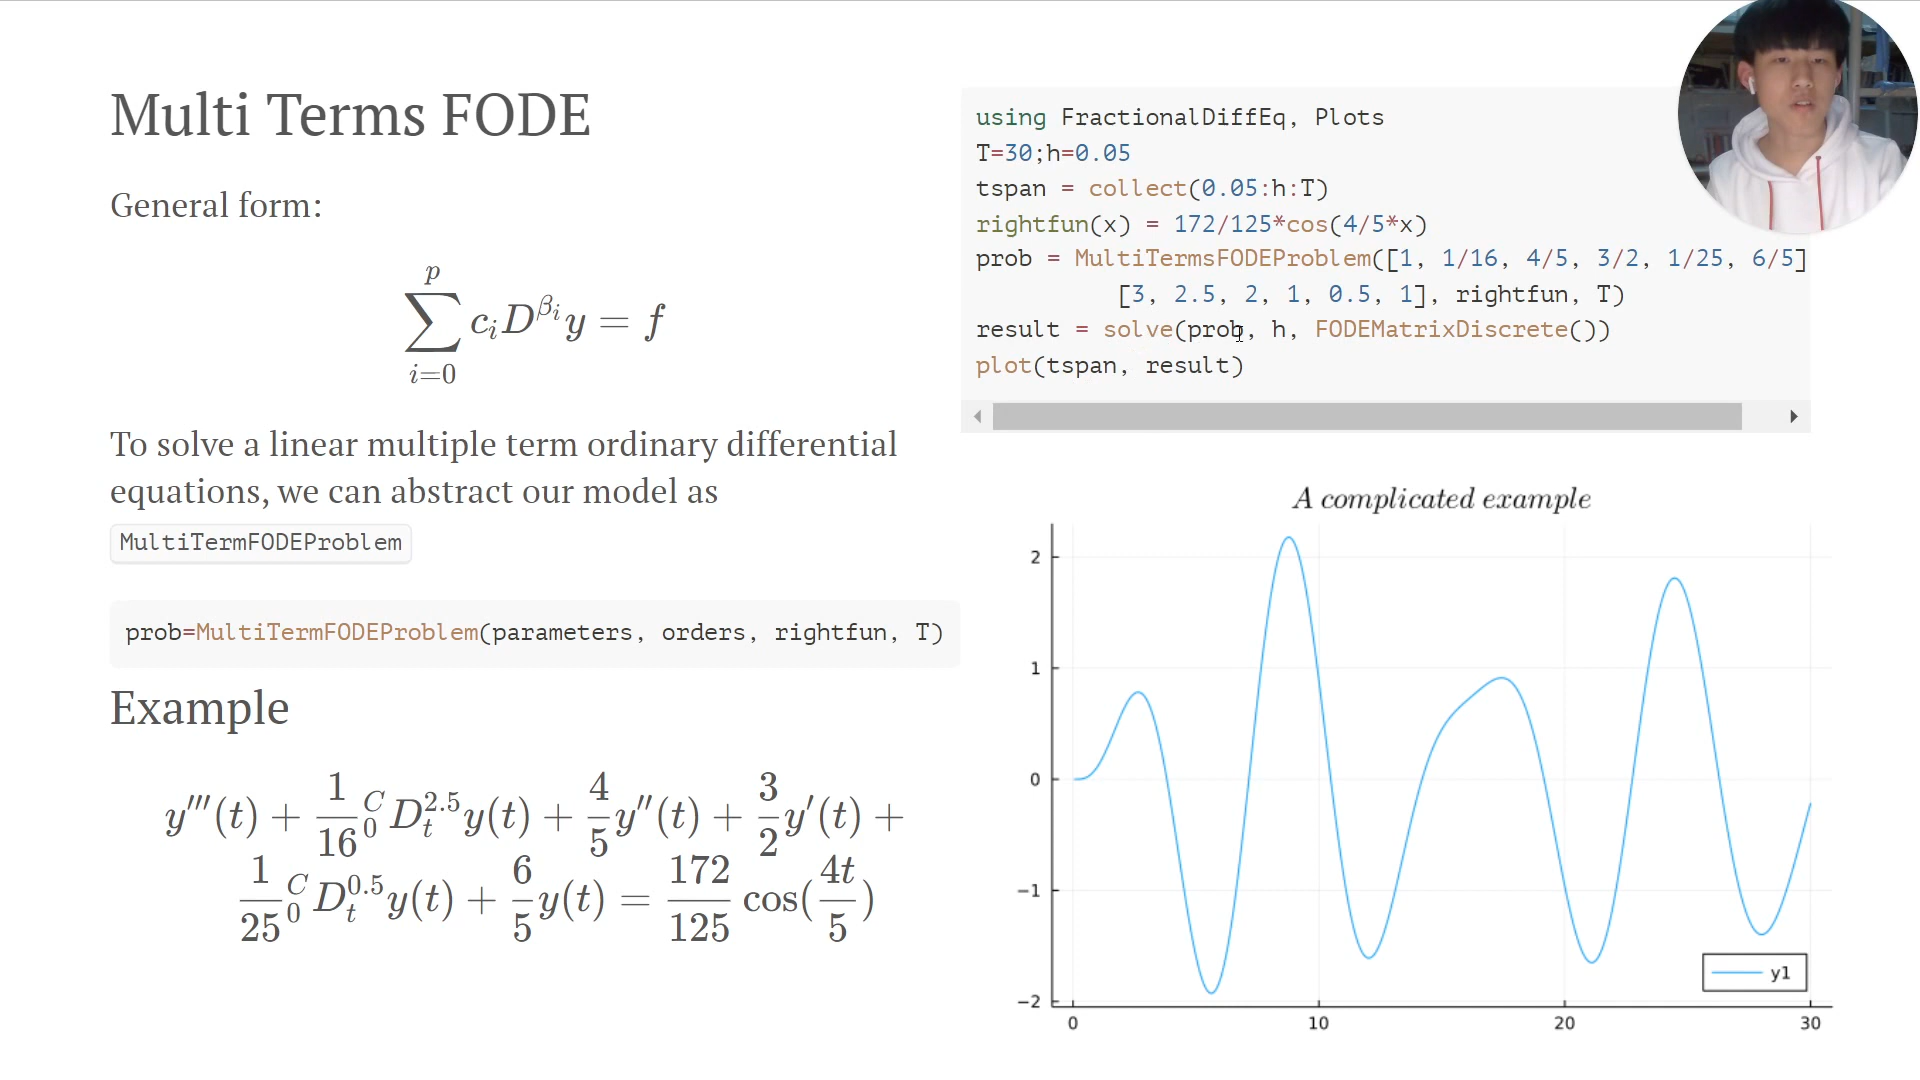 Multi Terms FODE
General form:
\sum_{i=0}^{p} c_i D^{β_i} y = f
To solve a linear multiple term ordinary differential
equations, we can abstract our model as
MultiTermFODEProblem
prob=MultiTermFODEProblem(parameters, orders, rightfun, T)
Example
y'''(t) + \frac{1}{16} {}_0^C D_t^{2.5} y(t) + \frac{4}{5} y''(t) + \frac{3}{2} y'(t) +
\frac{1}{25} {}_0^C D_t^{0.5} y(t) + \frac{6}{5} y(t) = \frac{172}{125} cos(\frac{4t}{5})
using FractionalDiffEq, Plots
T=30;h=0.05
tspan = collect(0.05:h:T)
rightfun(x) = 172/125*cos(4/5*x)
prob = MultiTermsFODEProblem([1, 1/16, 4/5, 3/2, 1/25, 6/5]
[3, 2.5, 2, 1, 0.5, 1], rightfun, T)
result = solve(prob, h, FODEMatrixDiscrete())
plot(tspan, result)
A complicated example
2
1
0
−1
−2
y1
0 10 20 30